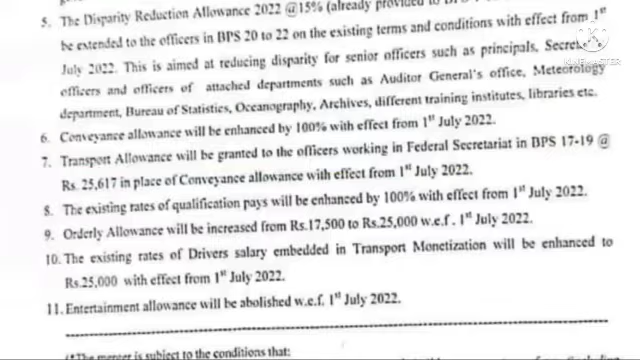 5. The Disparity Reduction Allowance 2022 @15% (already provided to
be extended to the officers in BPS 20 to 22 on the existing terms and conditions with effect from 1st
July 2022. This is aimed at reducing disparity for senior officers such as principals,
officers and officers of attached departments such as Auditor General's office, Meteorology
department, Bureau of Statistics, Oceanography, Archives, different training institutes, libraries etc.
6. Conveyance allowance will be enhanced by 100% with effect from 1st July 2022.
7. Transport Allowance will be granted to the officers working in Federal Secretariat in BPS 17-19 @
Rs. 25,617 in place of Conveyance allowance with effect from 1st July 2022.
8. The existing rates of qualification pays will be enhanced by 100% with effect from 1st July 2022.
9. Orderly Allowance will be increased from Rs.17,500 to Rs.25,000 w.e.f. 1st July 2022.
10. The existing rates of Drivers salary embedded in Transport Monetization will be enhanced to
Rs.25,000 with effect from 1st July 2022.
11. Entertainment allowance will be abolished w.e.f. 1st July 2022.
(*The merger is subject to the conditions that:
KINEMASTER